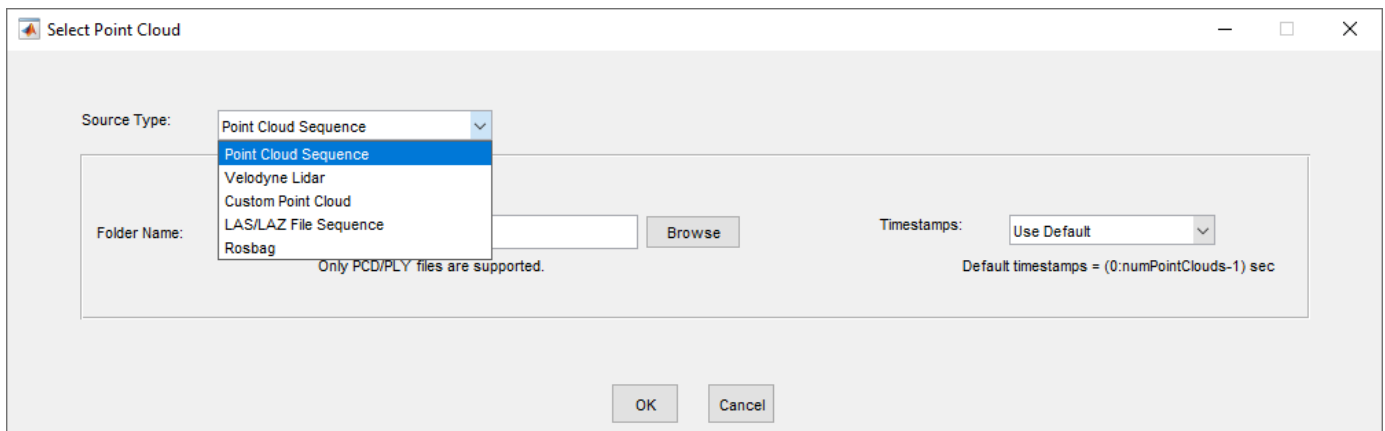 Select Point Cloud
Source Type:
Point Cloud Sequence
Point Cloud Sequence
Velodyne Lidar
Custom Point Cloud
LAS/LAZ File Sequence
Rosbag
Folder Name:
Browse
Timestamps:
Use Default
Only PCD/PLY files are supported.
Default timestamps = (0:numPointClouds-1) sec
OK
Cancel